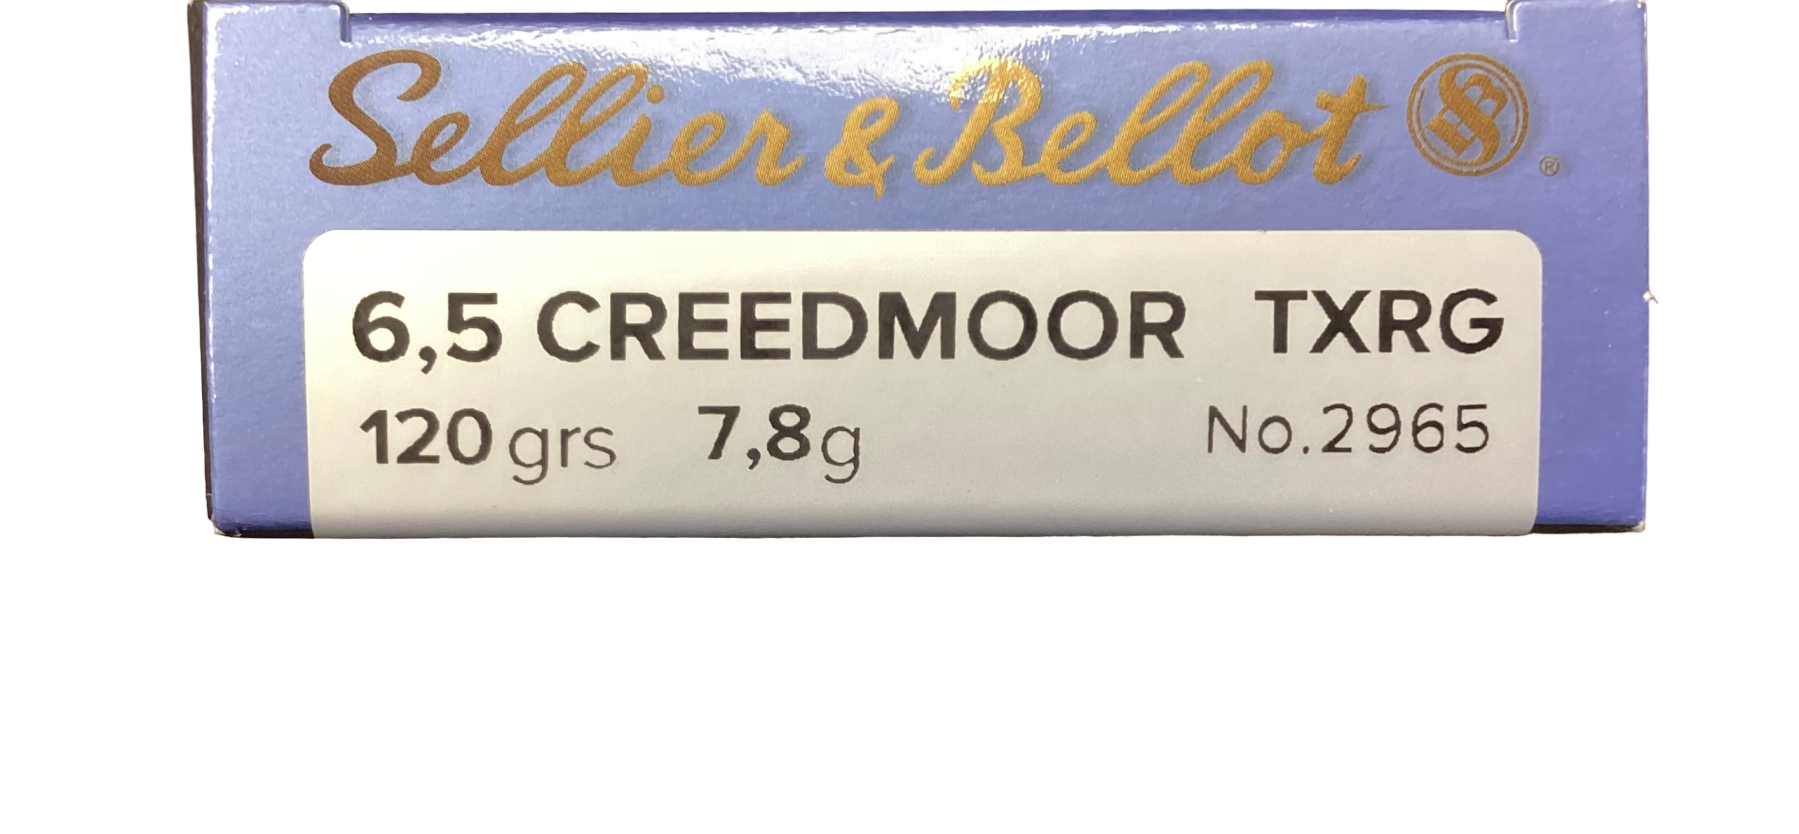 Sellier & Bellot ®
6,5 CREEDMOOR TXRG
120 grs 7,8g No.2965